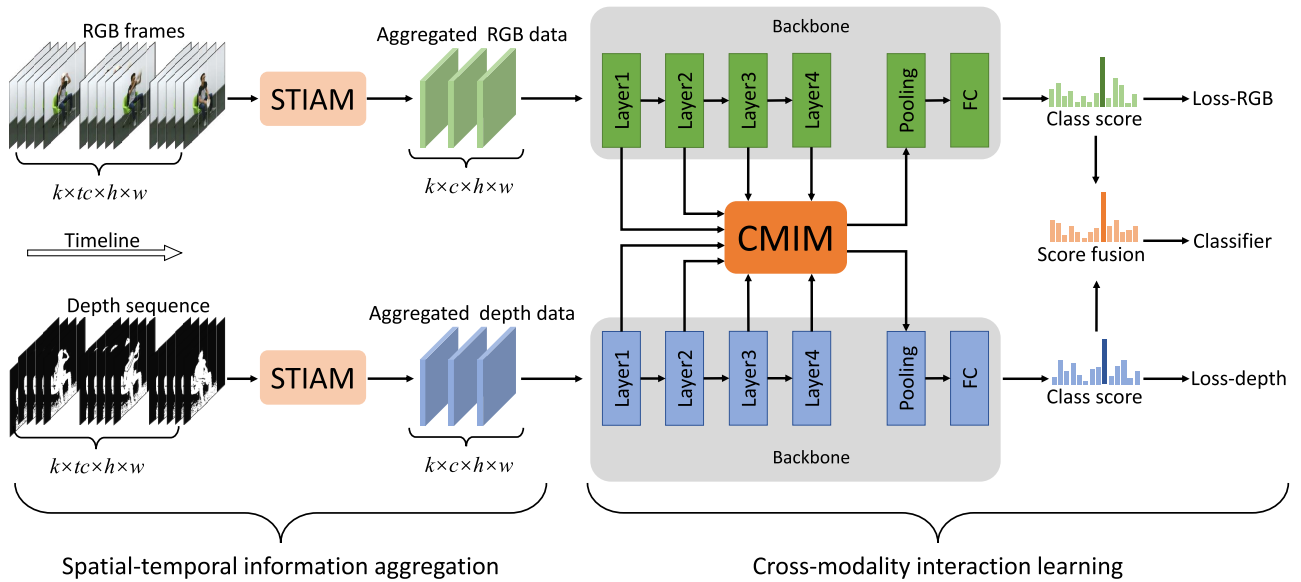 RGB frames
STIAM
Aggregated RGB data
k×tc×h×w
k×c×h×w
Backbone
Layer1
Layer2
Layer3
Layer4
Pooling
FC
Class score
Loss-RGB
Timeline
CMIM
Score fusion
Classifier
Depth sequence
STIAM
Aggregated depth data
k×tc×h×w
k×c×h×w
Layer1
Layer2
Layer3
Layer4
Pooling
FC
Backbone
Class score
Loss-depth
Spatial-temporal information aggregation
Cross-modality interaction learning